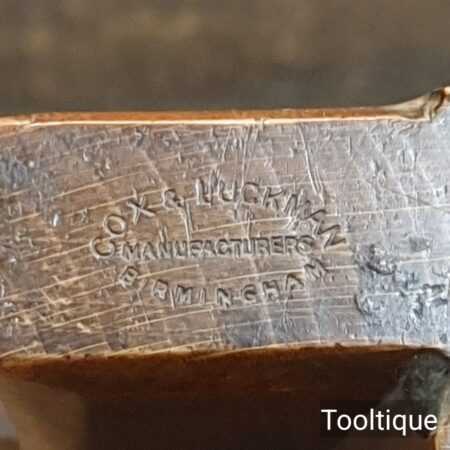 COX & LUCKMAN
MANUFACTURERS
BIRMINGHAM
Tooltique